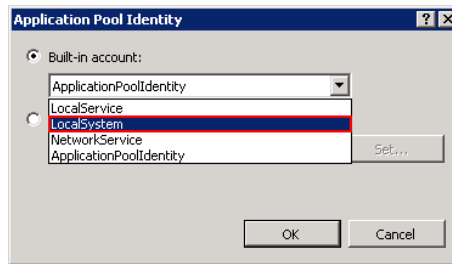 Application Pool Identity
Built-in account:
ApplicationPoolIdentity
LocalService
LocalSystem
NetworkService
ApplicationPoolIdentity
Set...
OK
Cancel